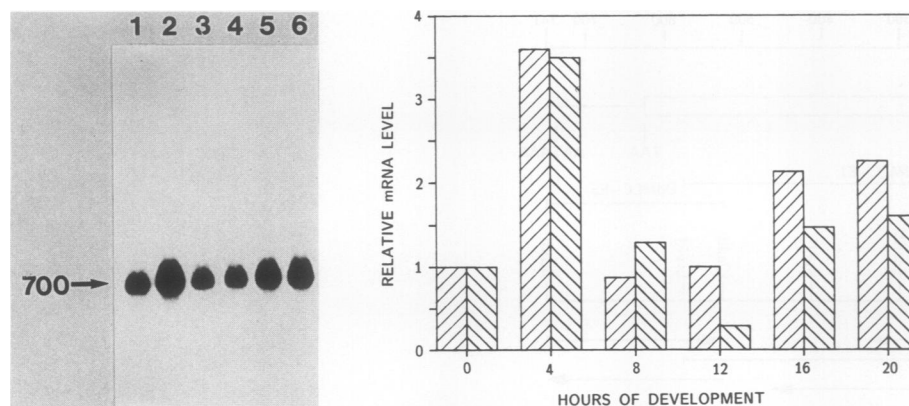 1 2 3 4 5 6
700→
RELATIVE mRNA LEVEL
4
3
2
1
0
0 4 8 12 16 20
HOURS OF DEVELOPMENT